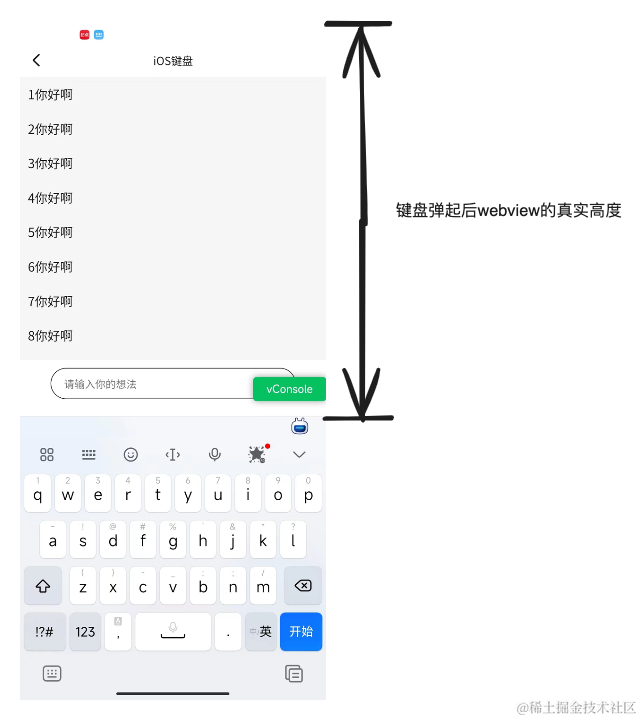 iOS键盘
1你好啊
2你好啊
3你好啊
4你好啊
5你好啊
6你好啊
7你好啊
8你好啊
键盘弹起后webview的真实高度
请输入你的想法
vConsole
1 2 3 4 5 6 7 8 9 0
q w e r t y u i o p
a s d f g h j k l
z x c v b n m
!?# 123 , . 中英 开始
@稀土掘金技术社区